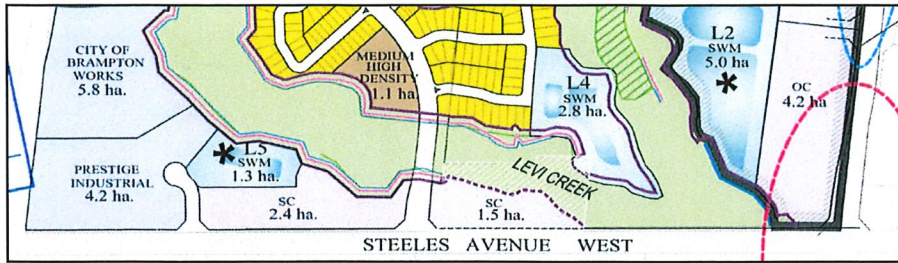 CITY OF
BRAMPTON
WORKS
5.8 ha.
MEDIUM
HIGH
DENSITY
1.1 ha.
L4
SWM
2.8 ha.
L2
SWM
5.0 ha
*
OC
4.2 ha
PRESTIGE
INDUSTRIAL
4.2 ha.
*
L5
SWM
1.3 ha.
SC
2.4 ha.
SC
1.5 ha.
LEVI CREEK
STEELES AVENUE WEST